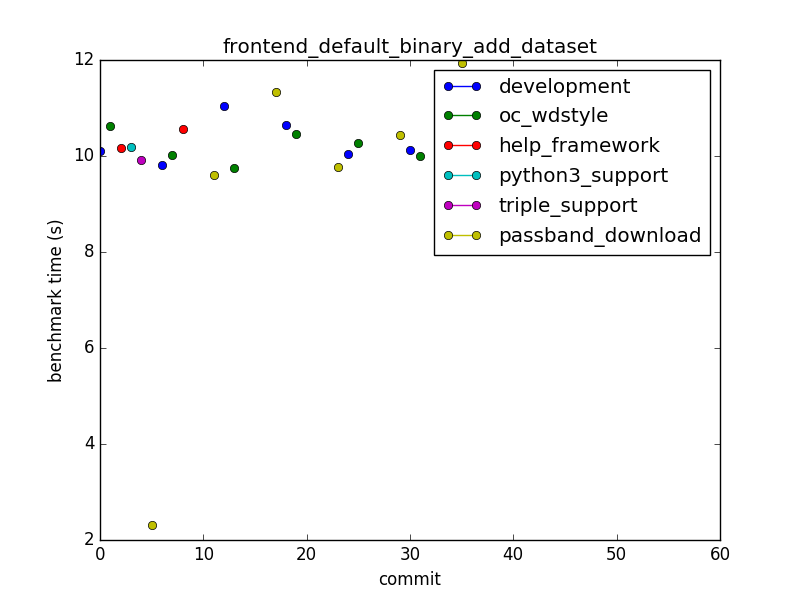 frontend_default_binary_add_dataset
12
10
8
6
4
2
benchmark time (s)
development
oc_wdstyle
help_framework
python3_support
triple_support
passband_download
0 10 20 30 40 50 60
commit